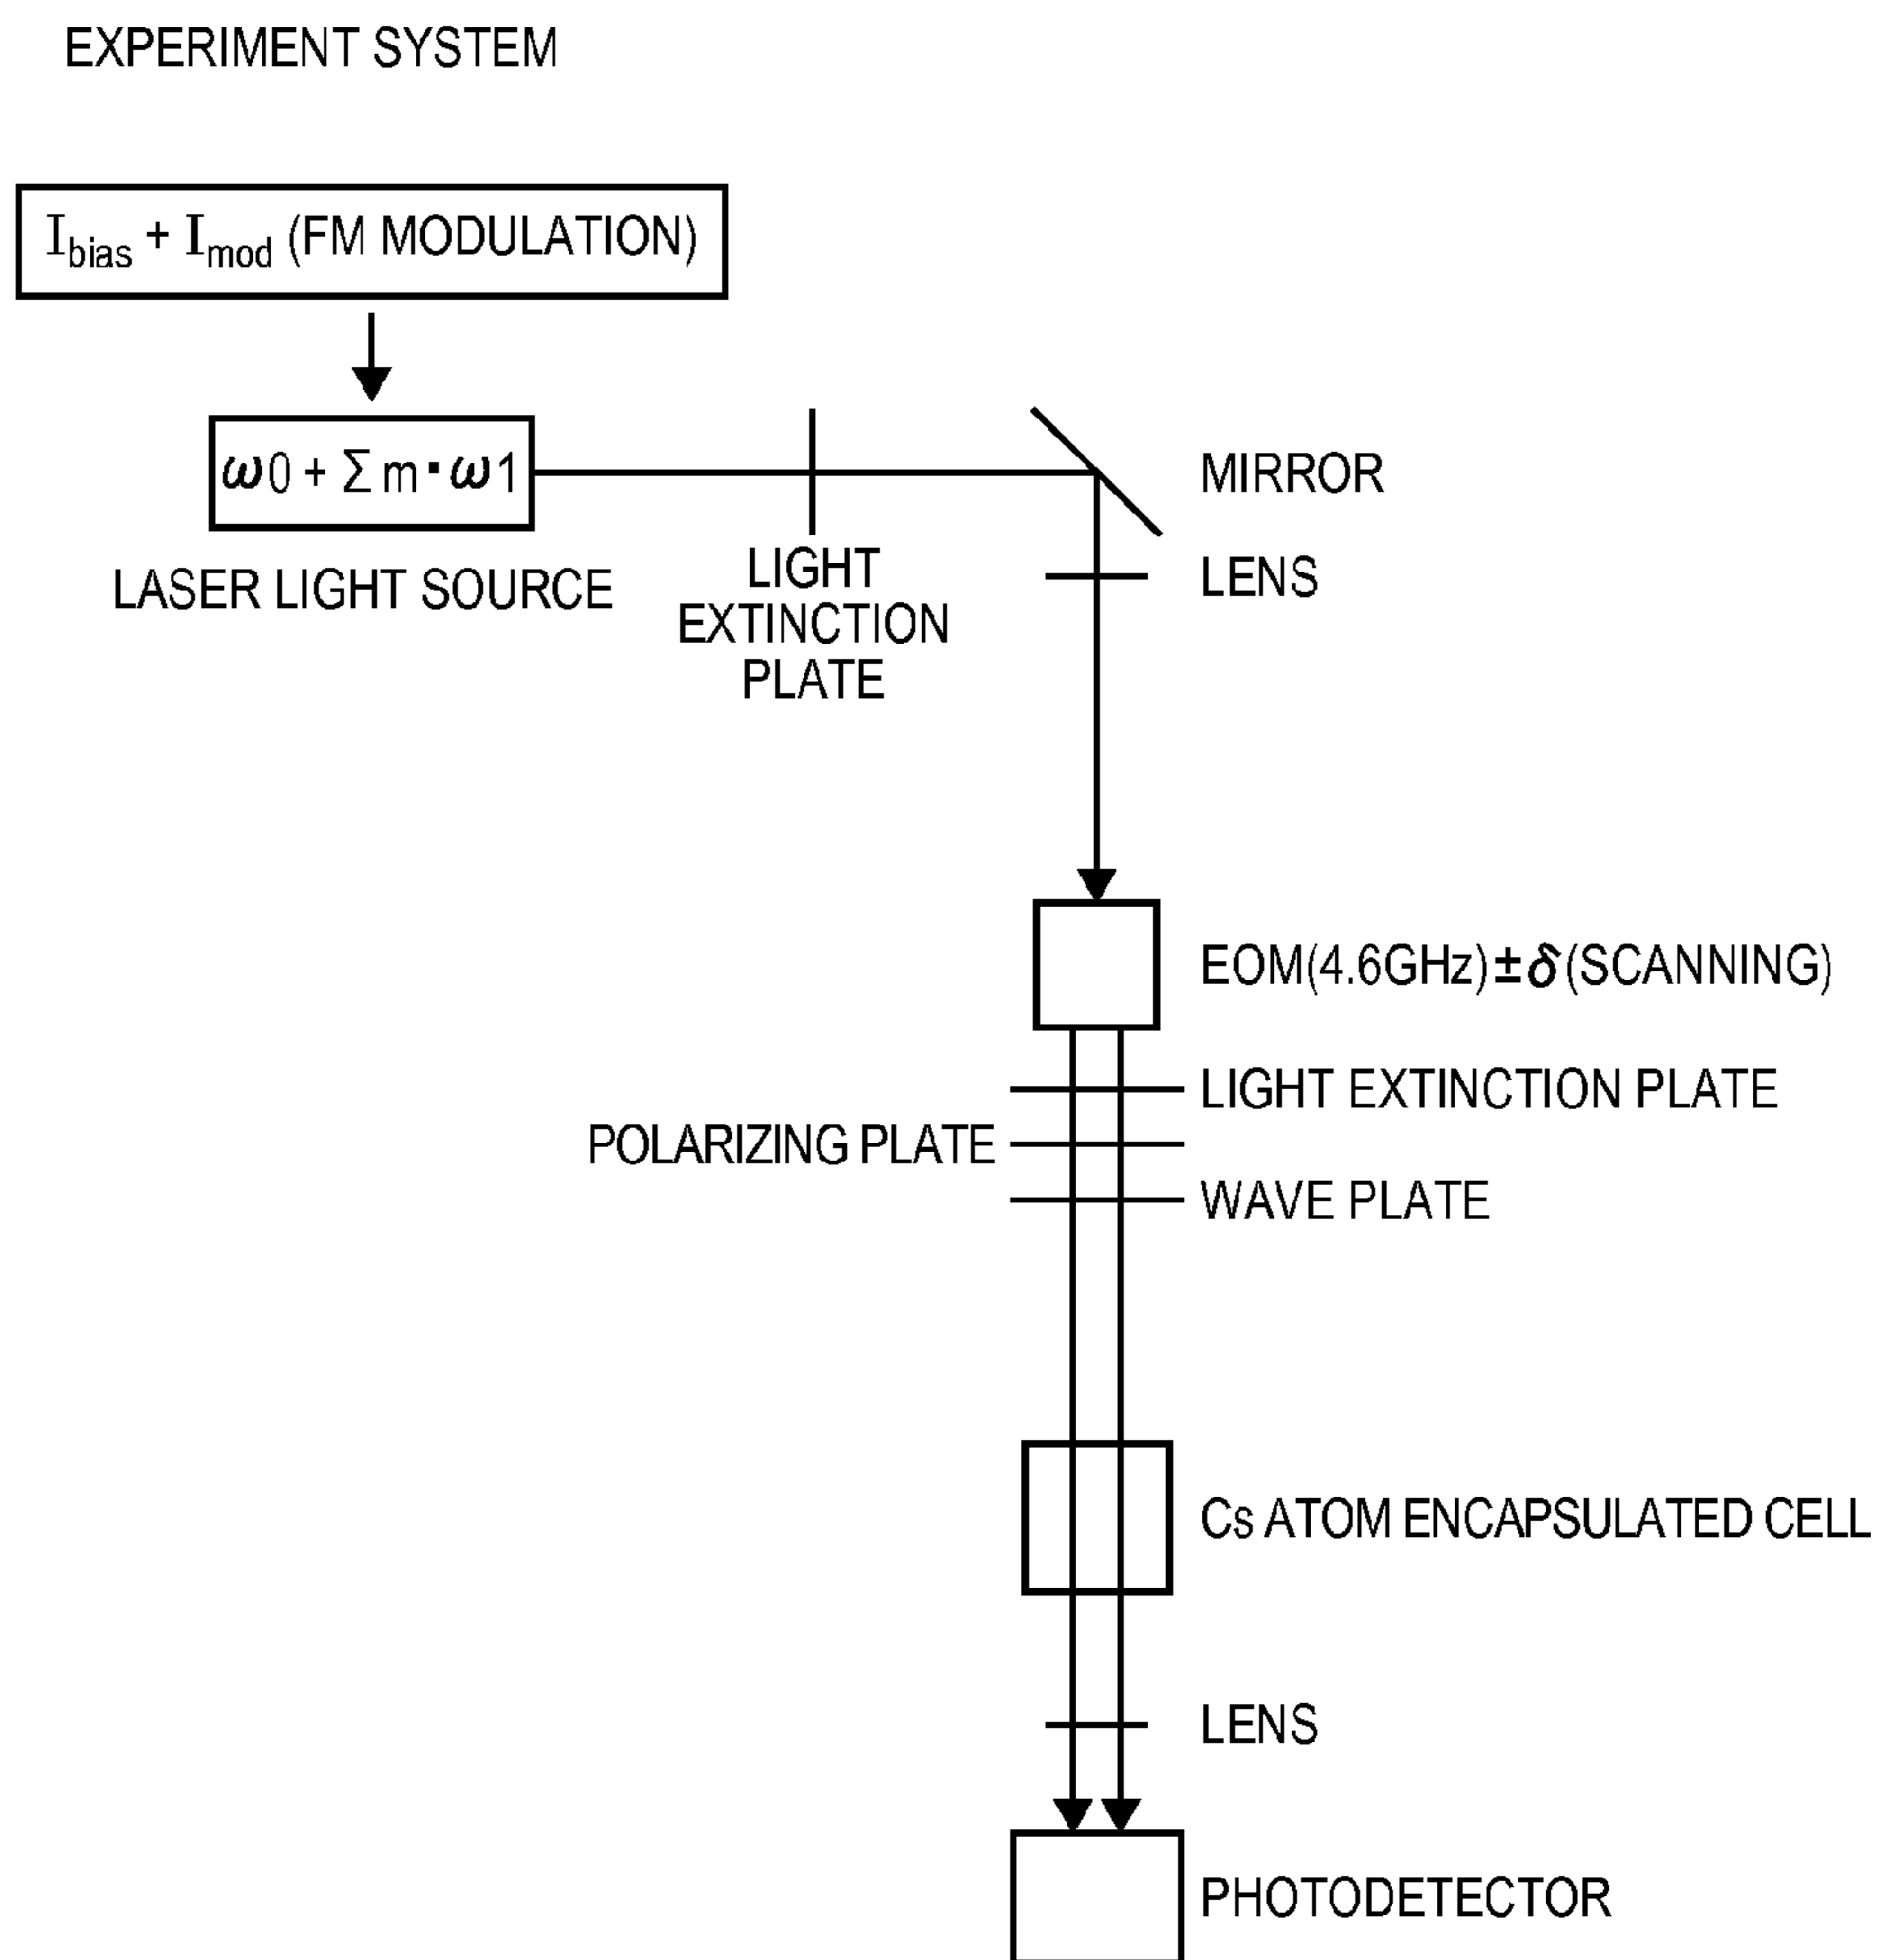 EXPERIMENT SYSTEM
Ibias + Imod (FM MODULATION)
ω0 + Σ m・ω1
LASER LIGHT SOURCE
LIGHT
EXTINCTION
PLATE
MIRROR
LENS
EOM(4.6GHz)±δ(SCANNING)
LIGHT EXTINCTION PLATE
POLARIZING PLATE
WAVE PLATE
Cs ATOM ENCAPSULATED CELL
LENS
PHOTODETECTOR